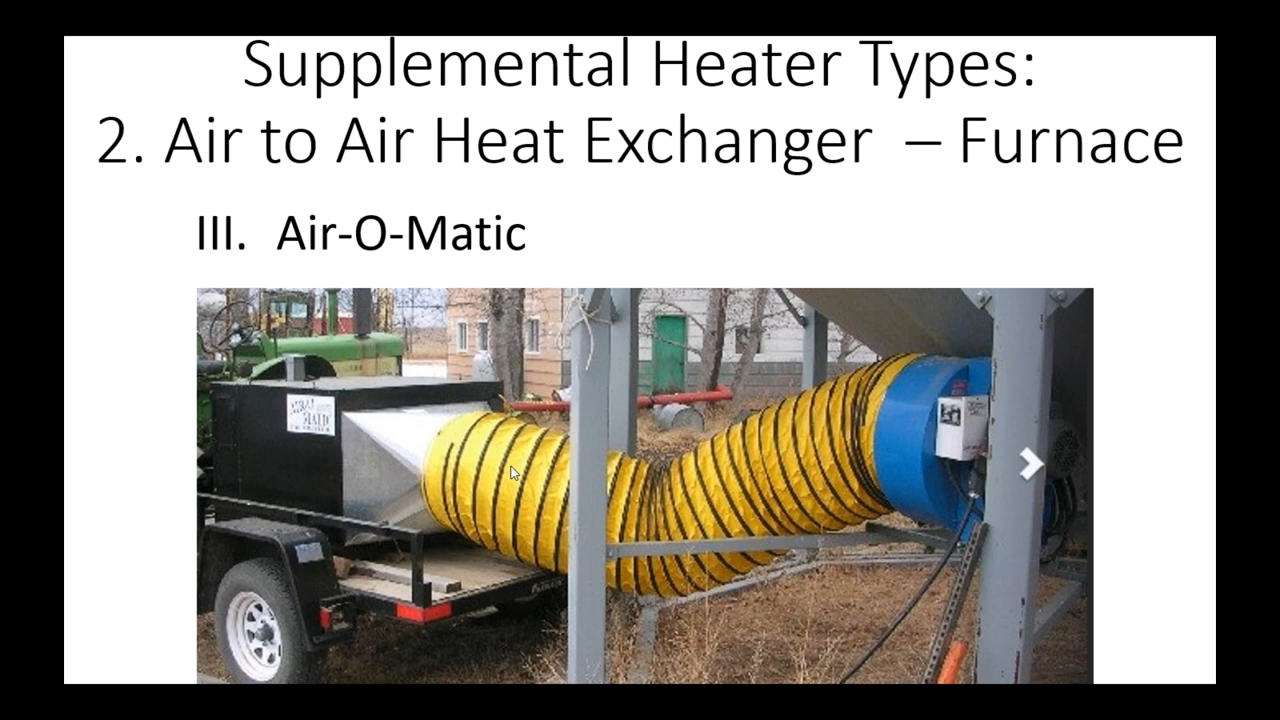 Supplemental Heater Types:
2. Air to Air Heat Exchanger – Furnace
III. Air-O-Matic